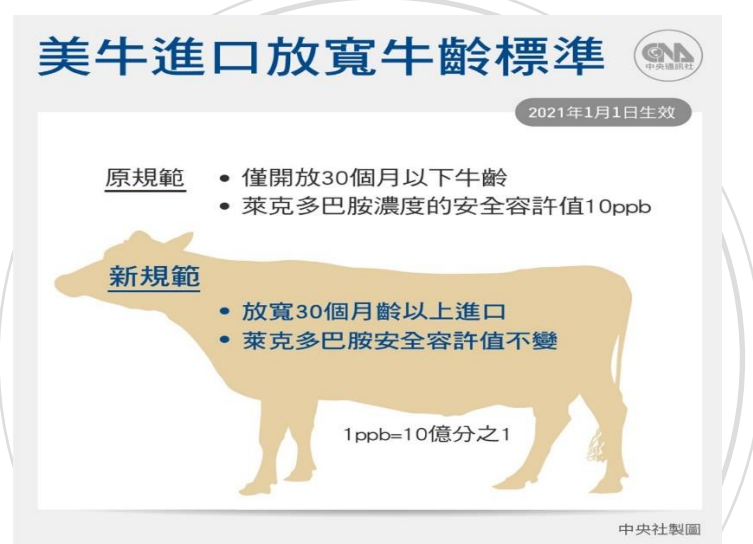 美牛進口放寬牛齡標準
CNA
中央通訊社
2021年1月1日生效
原規範
• 僅開放30個月以下牛齡
• 萊克多巴胺濃度的安全容許值10ppb
新規範
• 放寬30個月齡以上進口
• 萊克多巴胺安全容許值不變
1ppb=10億分之1
中央社製圖